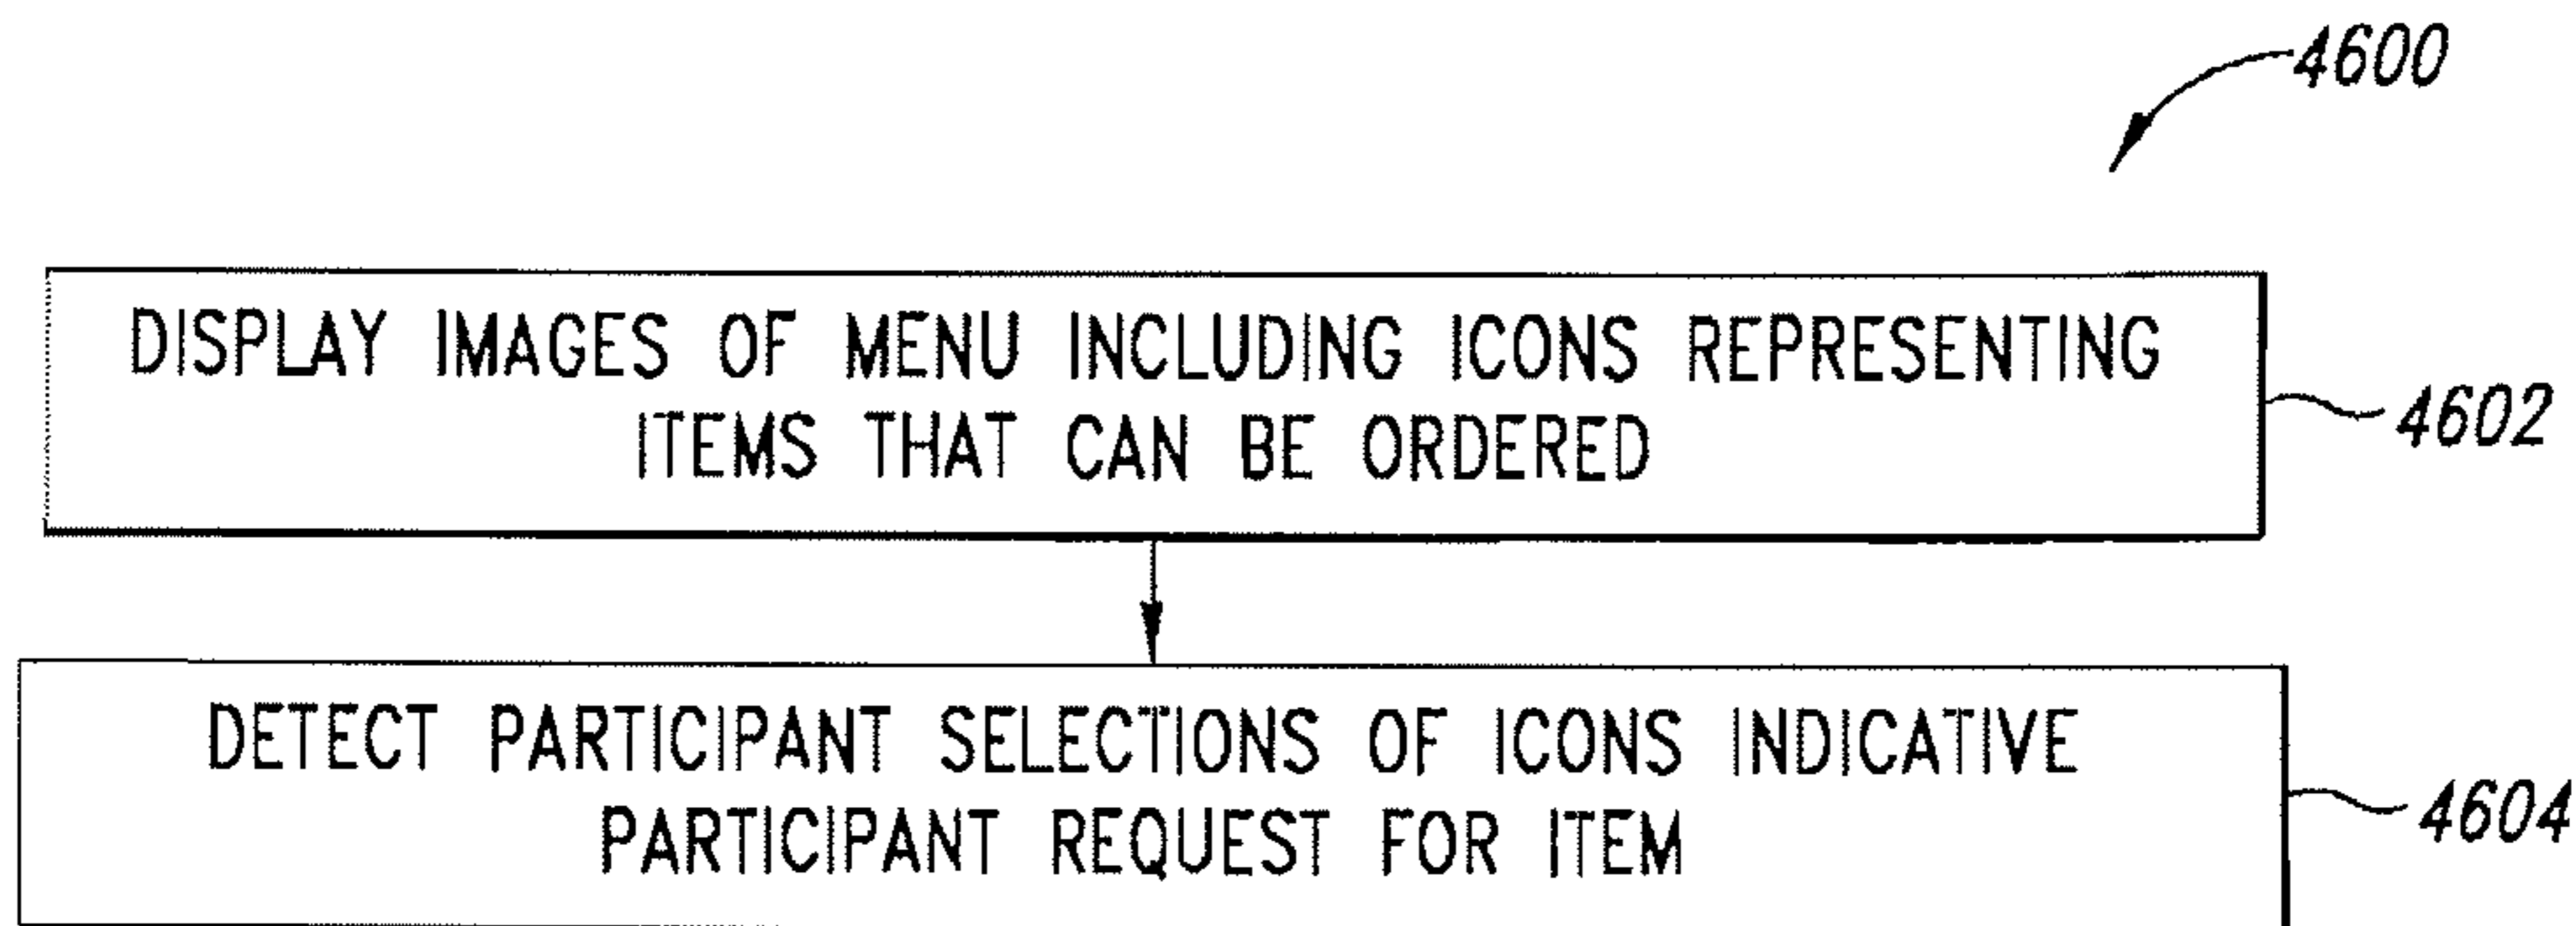 4600
DISPLAY IMAGES OF MENU INCLUDING ICONS REPRESENTING
ITEMS THAT CAN BE ORDERED
4602
DETECT PARTICIPANT SELECTIONS OF ICONS INDICATIVE
PARTICIPANT REQUEST FOR ITEM
4604